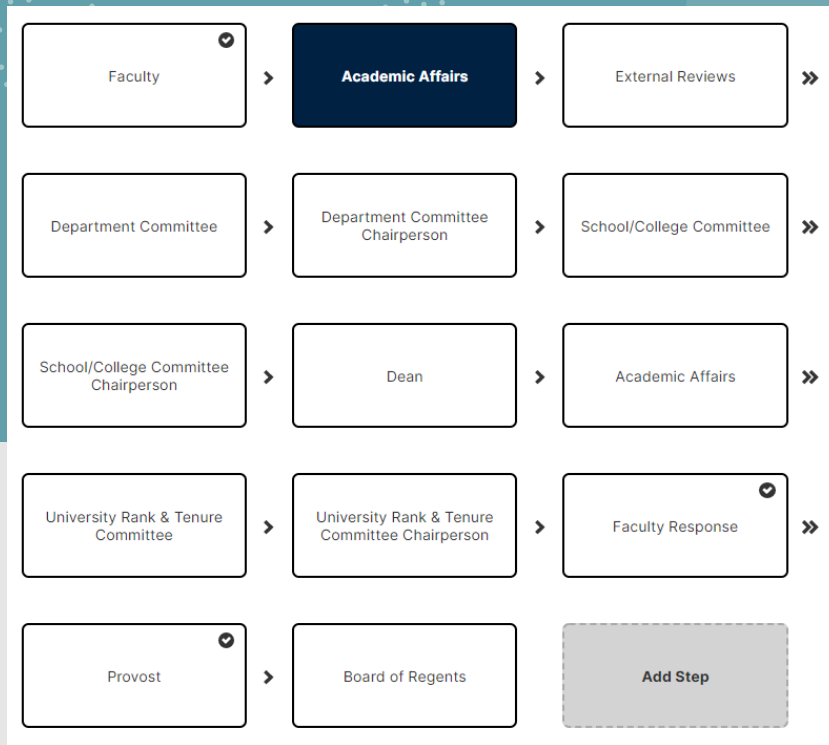 Faculty
Academic Affairs
External Reviews
Department Committee
Department Committee
Chairperson
School/College Committee
School/College Committee
Chairperson
Dean
Academic Affairs
University Rank & Tenure
Committee
University Rank & Tenure
Committee Chairperson
Faculty Response
Provost
Board of Regents
Add Step